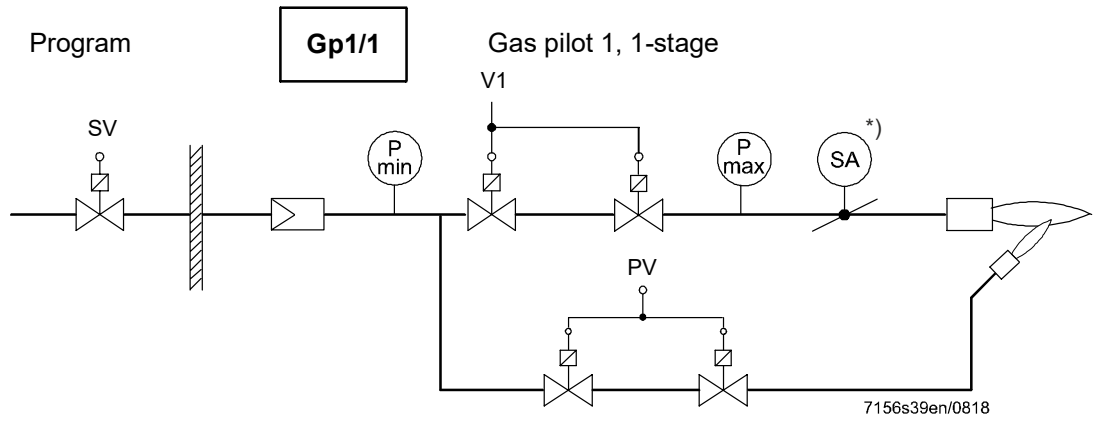 Program
Gp1/1
Gas pilot 1, 1-stage
V1
SV
P
min
P
max
SA
*)
PV
7156s39en/0818